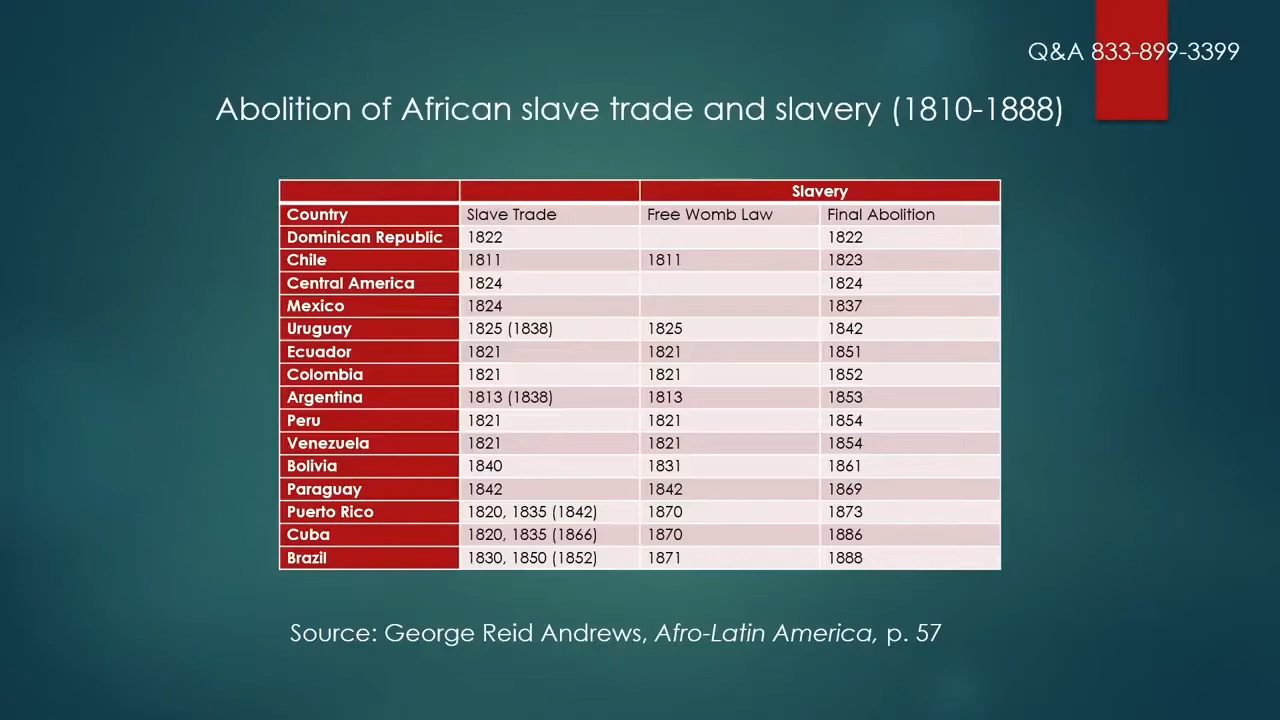 Q&A 833-899-3399
Abolition of African slave trade and slavery (1810-1888)
Slavery
Country Slave Trade Free Womb Law Final Abolition
Dominican Republic 1822 1822
Chile 1811 1811 1823
Central America 1824 1824
Mexico 1824 1837
Uruguay 1825 (1838) 1825 1842
Ecuador 1821 1821 1851
Colombia 1821 1821 1852
Argentina 1813 (1838) 1813 1853
Peru 1821 1821 1854
Venezuela 1821 1821 1854
Bolivia 1840 1831 1861
Paraguay 1842 1842 1869
Puerto Rico 1820, 1835 (1842) 1870 1873
Cuba 1820, 1835 (1866) 1870 1886
Brazil 1830, 1850 (1852) 1871 1888
Source: George Reid Andrews, Afro-Latin America, p. 57